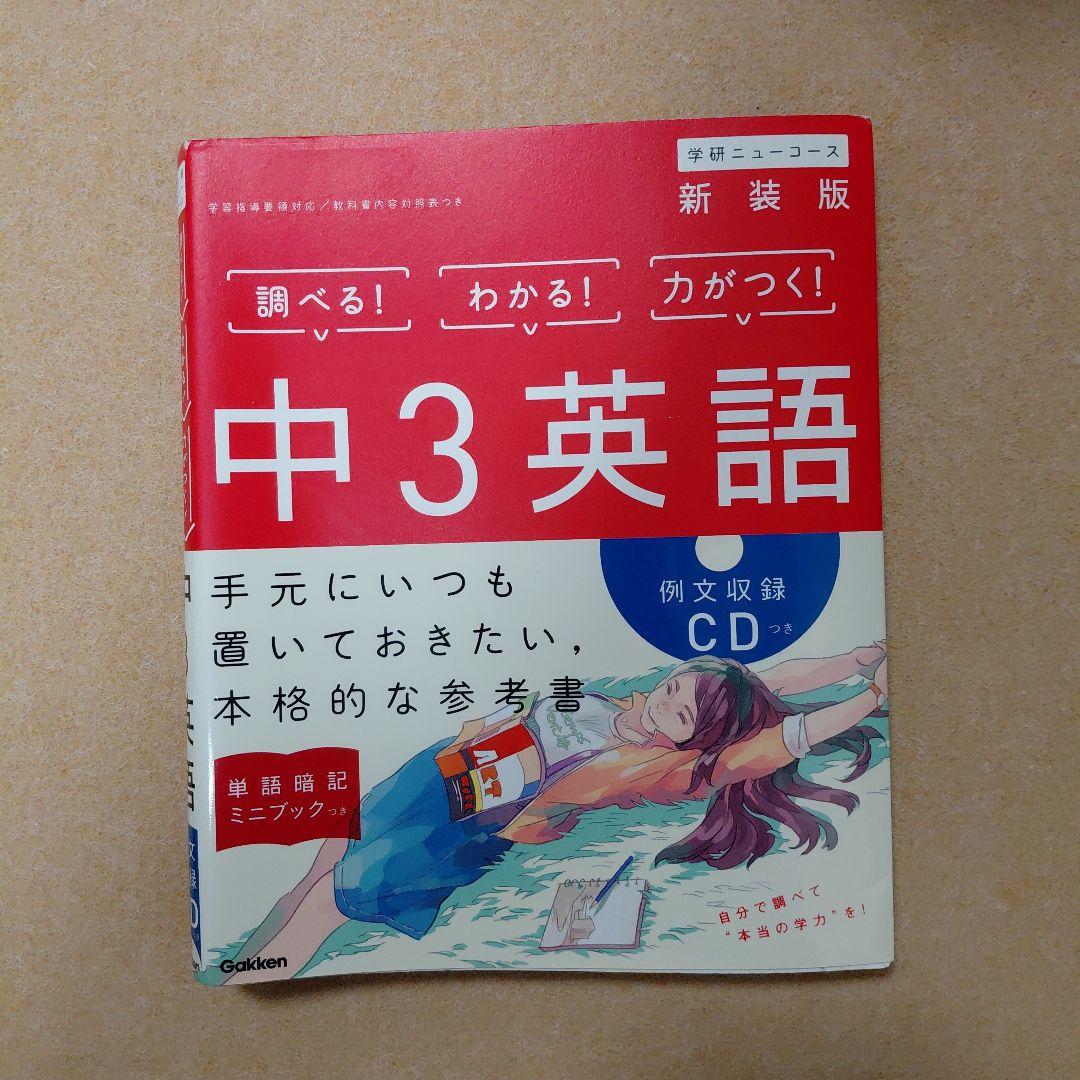 学研ニューコース
新装版
学習指導要領対応／教科書内容対照表つき
調べる！
わかる！
力がつく！
中3英語
手元にいつも
置いておきたい，
本格的な参考書
例文収録
CDつき
単語暗記
ミニブックつき
ART
自分で調べて
“本当の学力”を！
Gakken